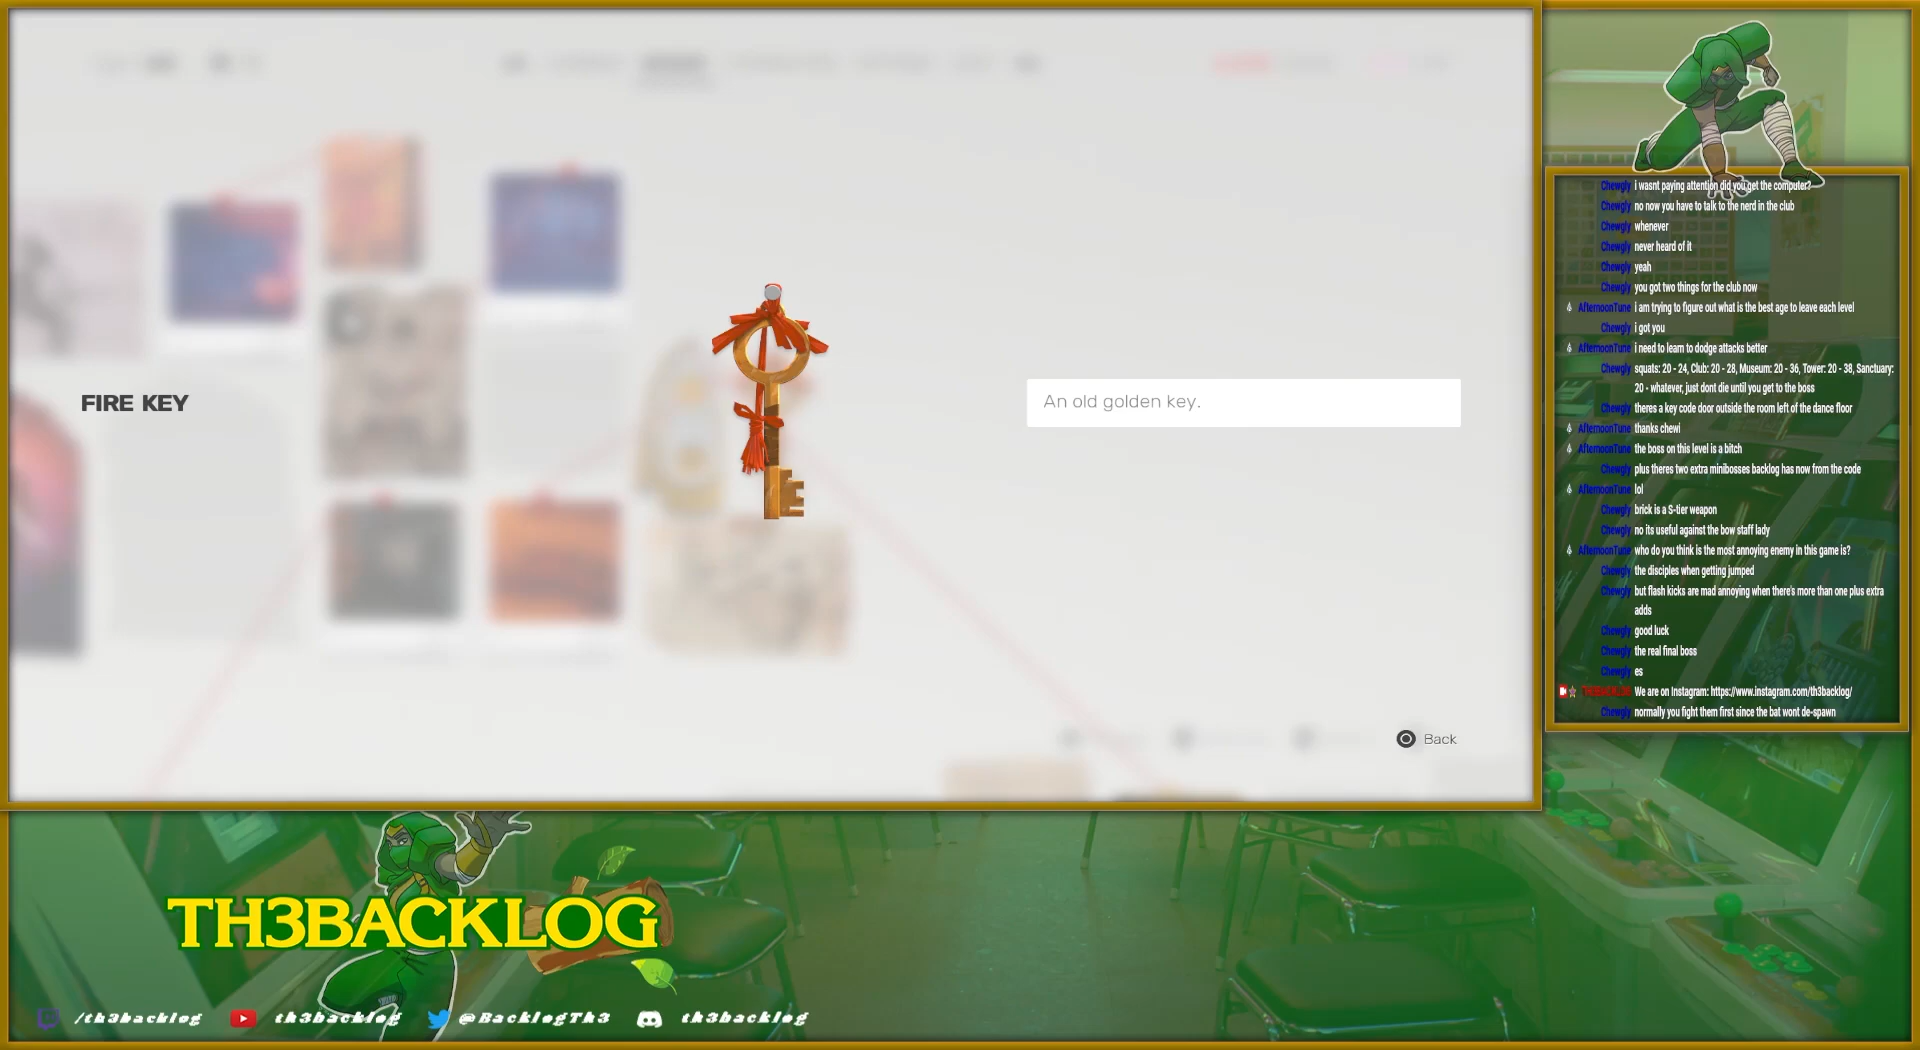 FIRE KEY
An old golden key.
Back
Chewgly i wasnt paying attention did you get the computer?
Chewgly no now you have to talk to the nerd in the club
Chewgly whenever
Chewgly never heard of it
Chewgly yeah
Chewgly you got two things for the club now
AfternoonTune i am trying to figure out what is the best age to leave each level
Chewgly i got you
AfternoonTune i need to learn to dodge attacks better
Chewgly squats: 20 - 24, Club: 20 - 28, Museum: 20 - 36, Tower: 20 - 38, Sanctuary:
20 - whatever, just dont die until you get to the boss
Chewgly theres a key code door outside the room left of the dance floor
AfternoonTune thanks chewi
AfternoonTune the boss on this level is a bitch
Chewgly plus theres two extra minibosses backlog has now from the code
AfternoonTune lol
Chewgly brick is a S-tier weapon
Chewgly no its useful against the bow staff lady
AfternoonTune who do you think is the most annoying enemy in this game is?
Chewgly the disciples when getting jumped
Chewgly but flash kicks are mad annoying when there's more than one plus extra
adds
Chewgly good luck
Chewgly the real final boss
Chewgly es
TH3BACKLOG We are on Instagram: https://www.instagram.com/th3backlog/
Chewgly normally you fight them first since the bat wont de-spawn
TH3BACKLOG
/th3backlog th3backlog @BacklogTh3 th3backlog